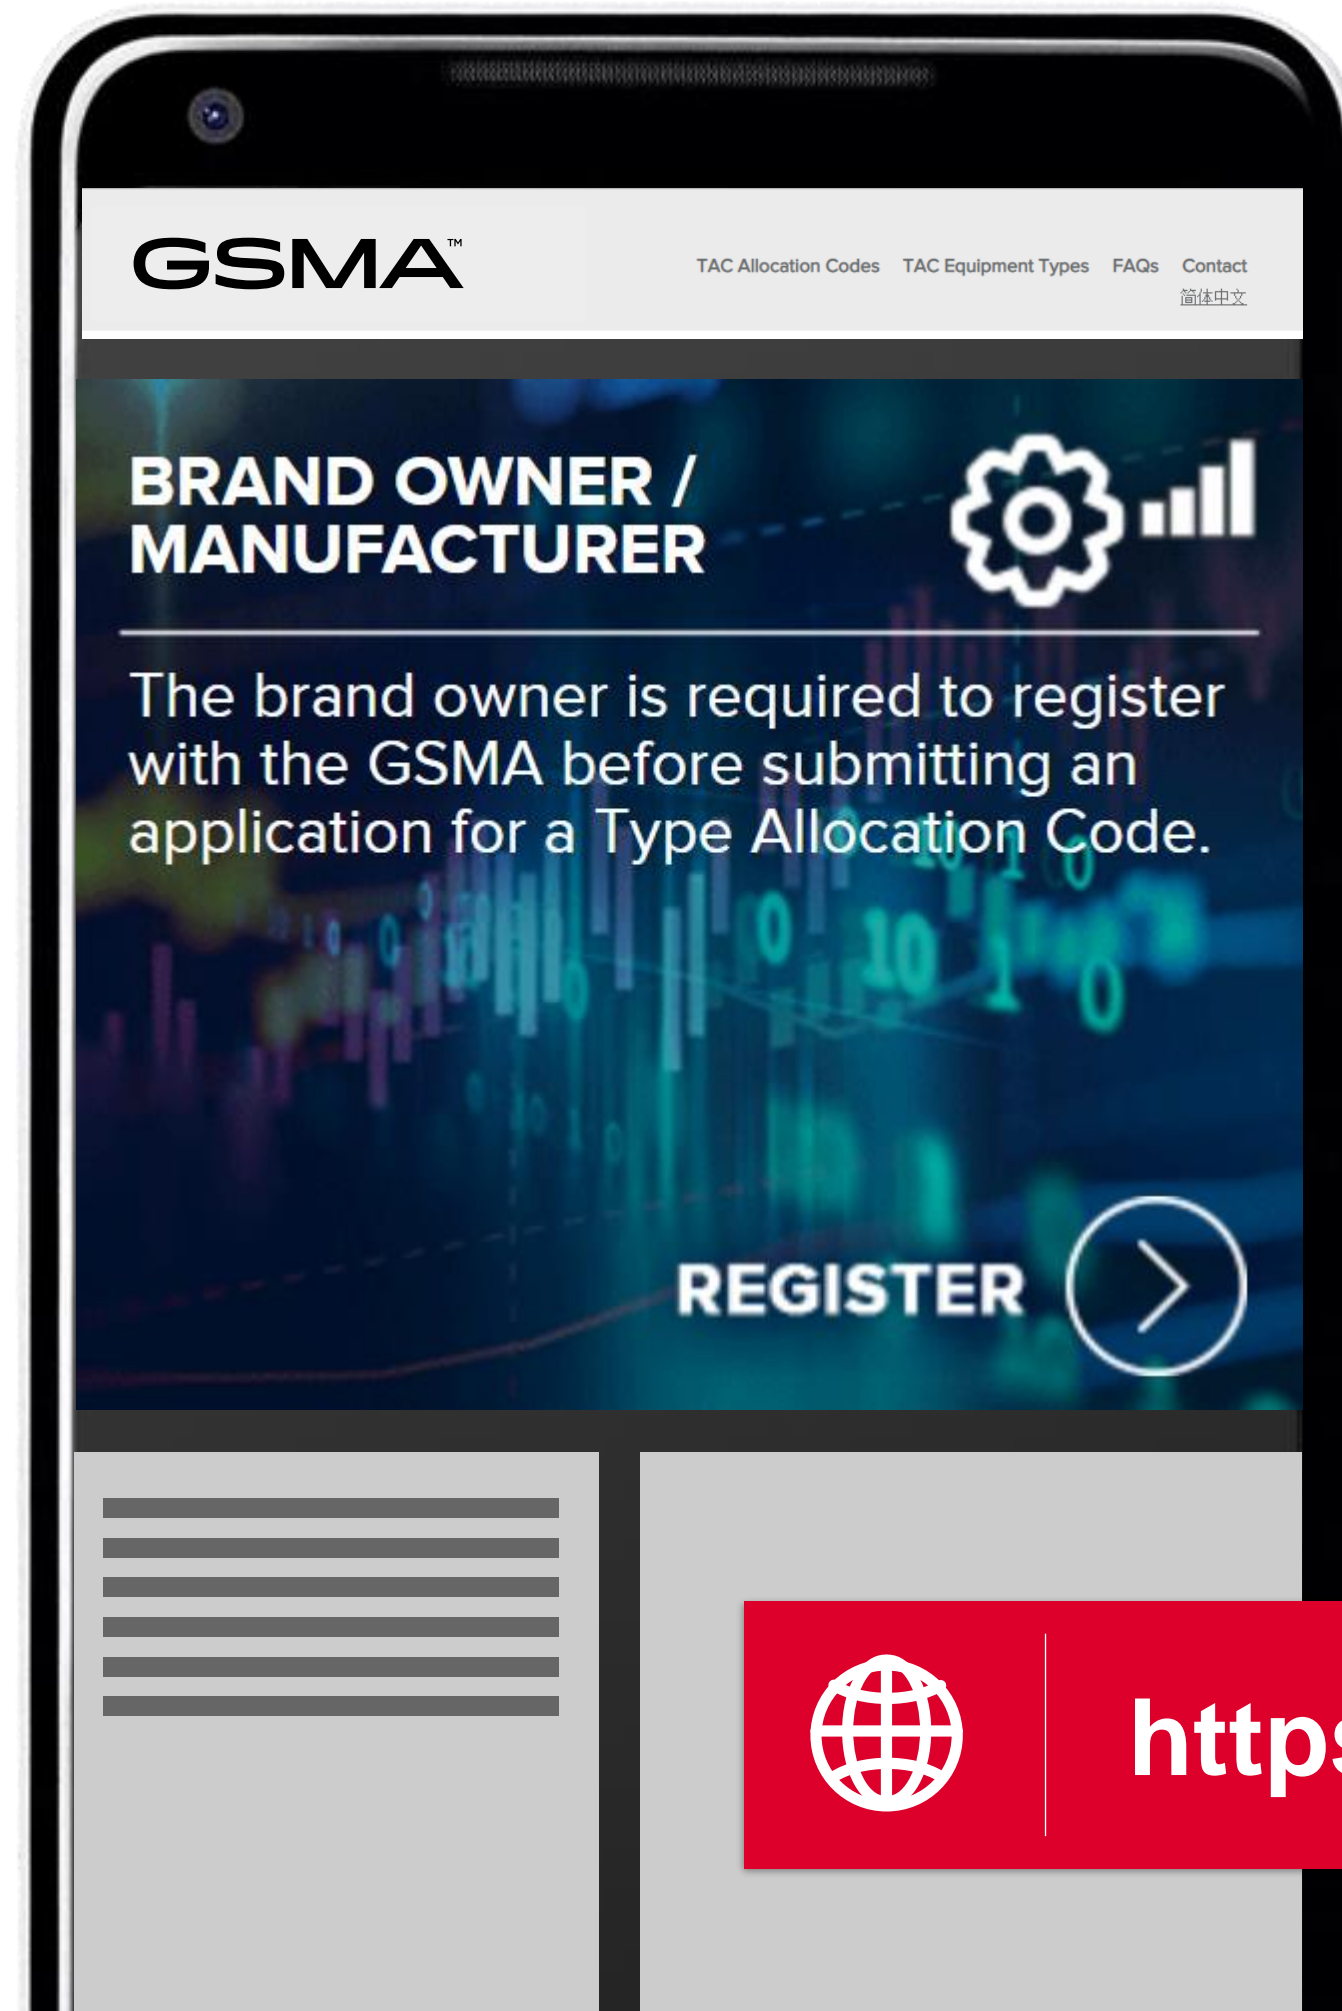 GSMA™
TAC Allocation Codes TAC Equipment Types FAQs Contact
简体中文
BRAND OWNER /
MANUFACTURER
The brand owner is required to register
with the GSMA before submitting an
application for a Type Allocation Code.
REGISTER